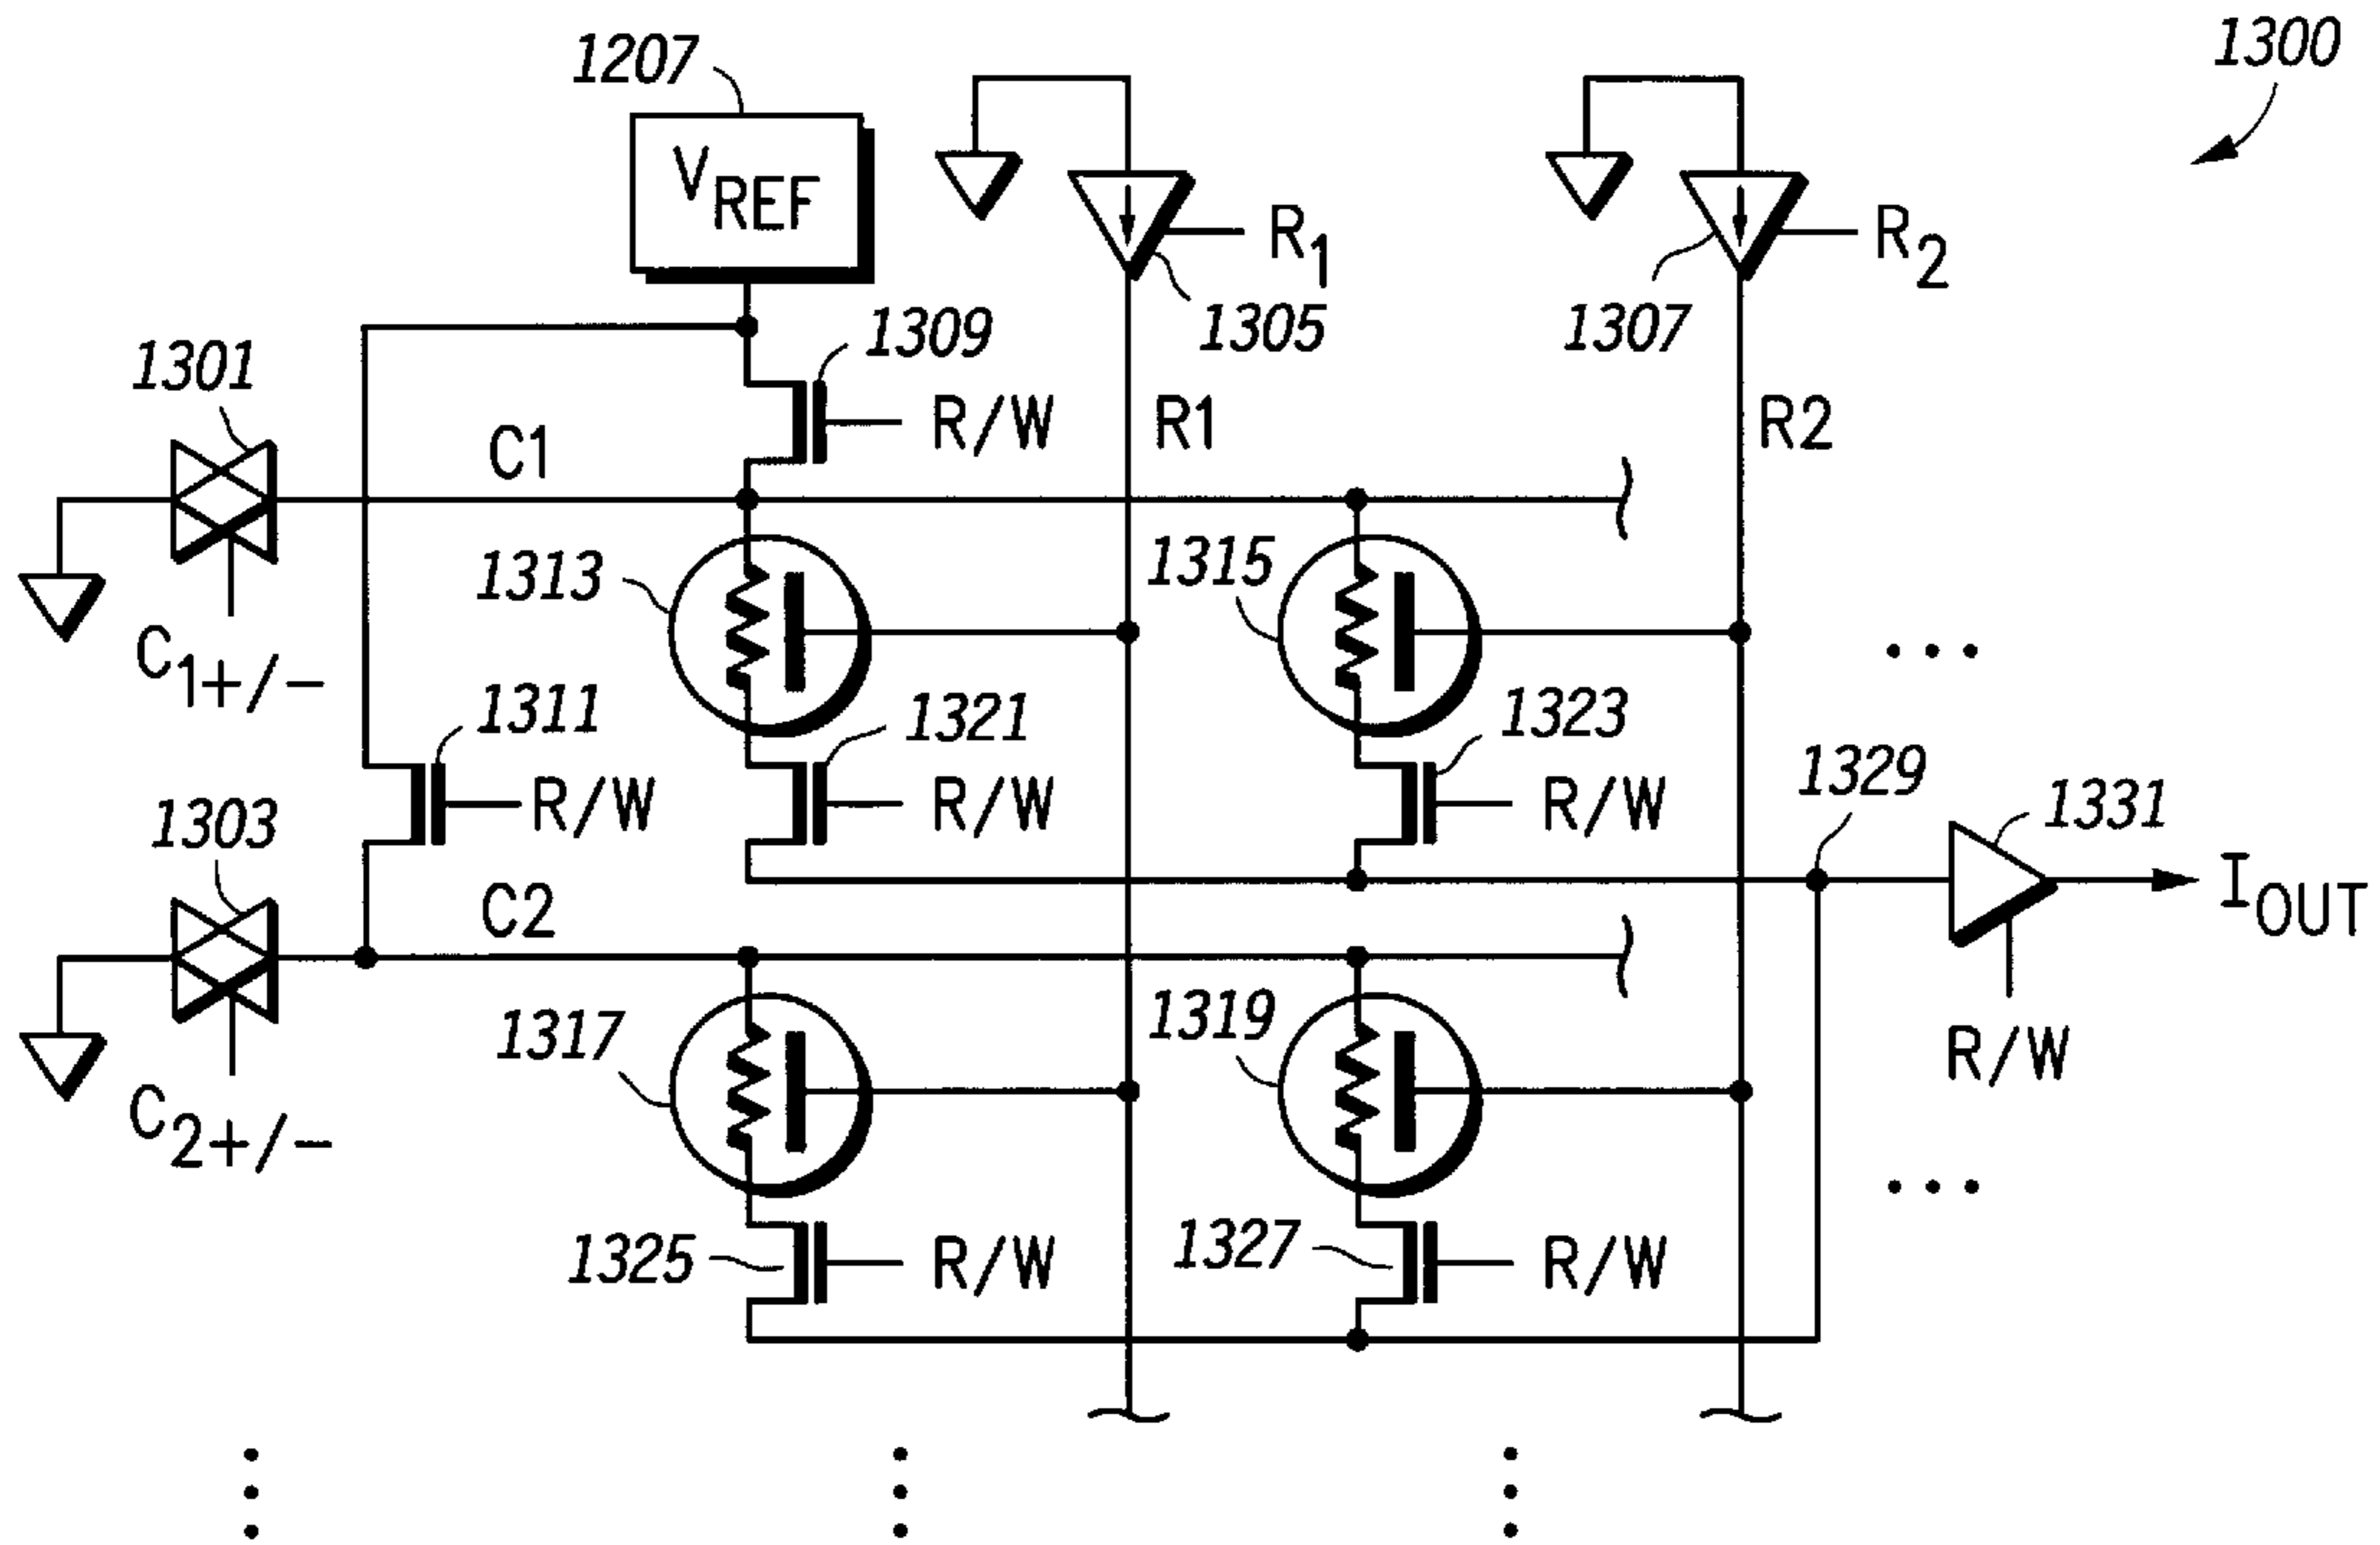 1300
1207
VREF
R1
R2
1305
1307
1309
1301
R/W
R1
R2
C1
1313
1315
C1+/-
1311
1321
1323
R/W
R/W
R/W
1329
1331
1303
IOUT
C2
1317
1319
R/W
C2+/-
1325
R/W
1327
R/W